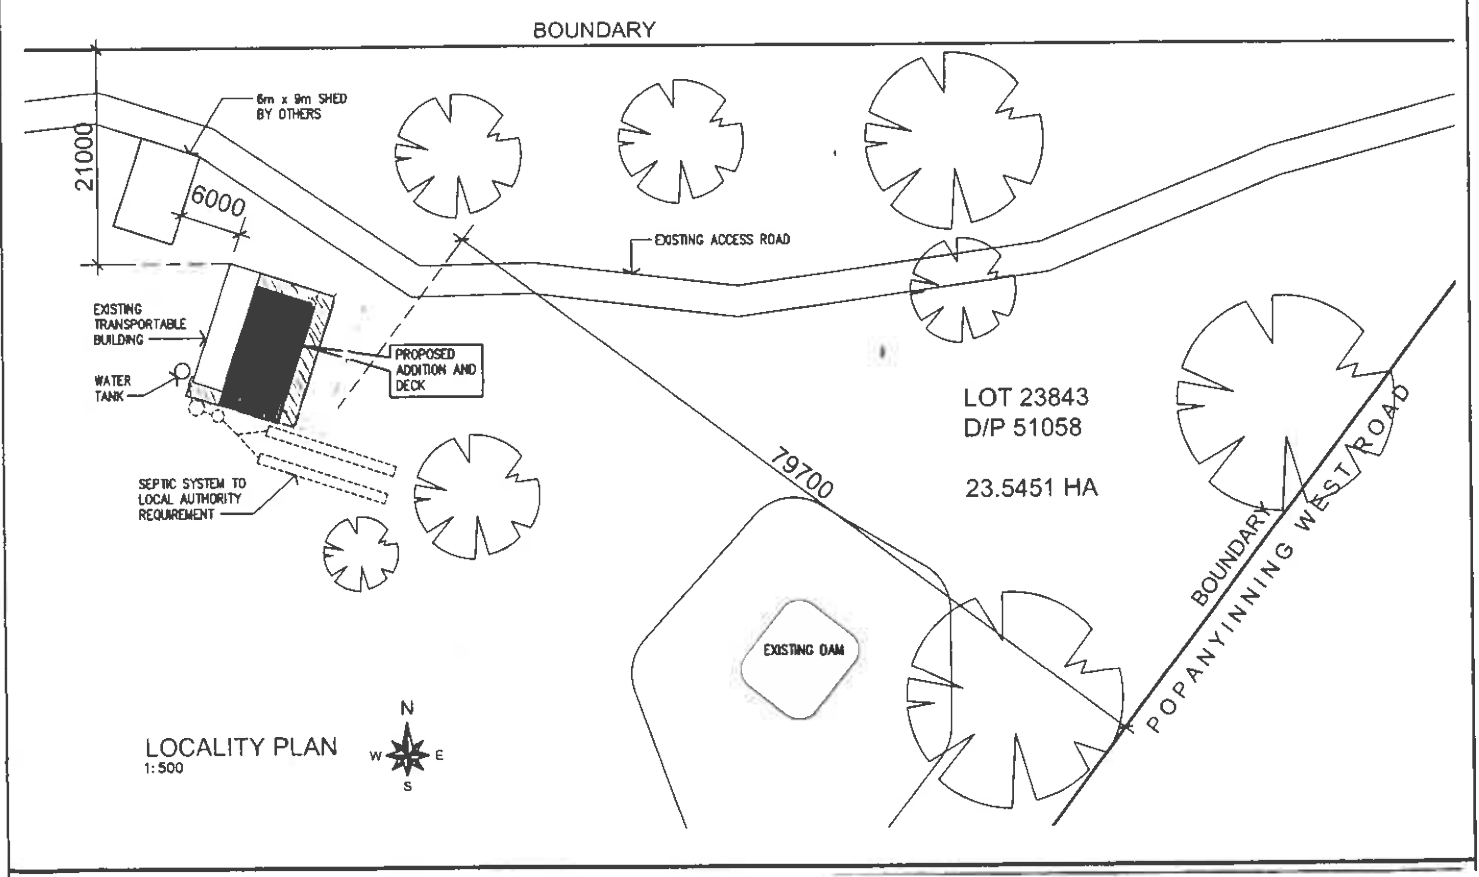 BOUNDARY
6m x 9m SHED
BY OTHERS
21000
6000
EXISTING ACCESS ROAD
EXISTING
TRANSPORTABLE
BUILDING
PROPOSED
ADDITION AND
DECK
WATER
TANK
LOT 23843
D/P 51058
23.5451 HA
79700
SEPTIC SYSTEM TO
LOCAL AUTHORITY
REQUIREMENT
BOUNDARY
POPANYINNING WEST ROAD
EXISTING DAM
LOCALITY PLAN
1:500
N
W E
S